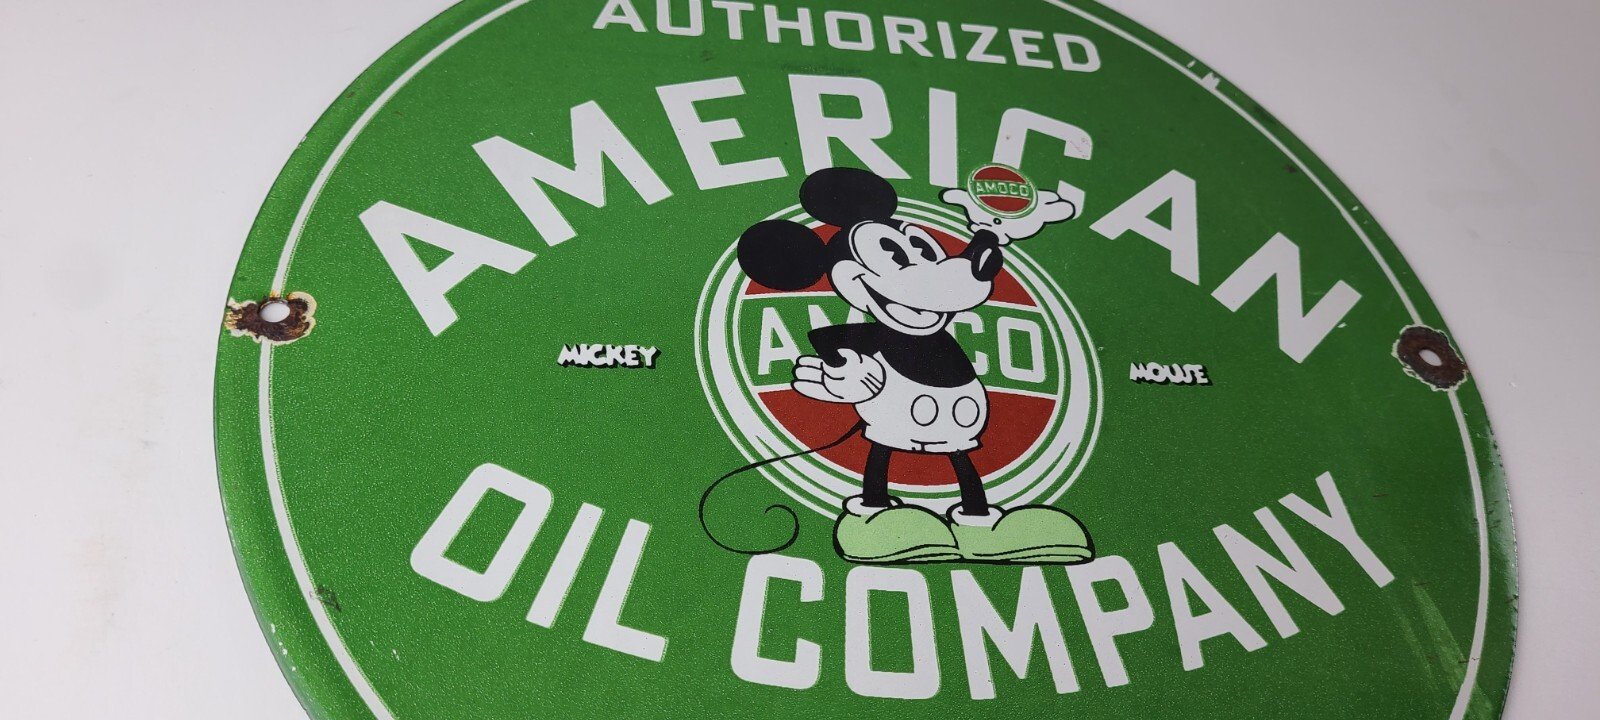 AUTHORIZED
AMERICAN
AMOCO
AMOCO
MICKEY MOUSE
OIL COMPANY